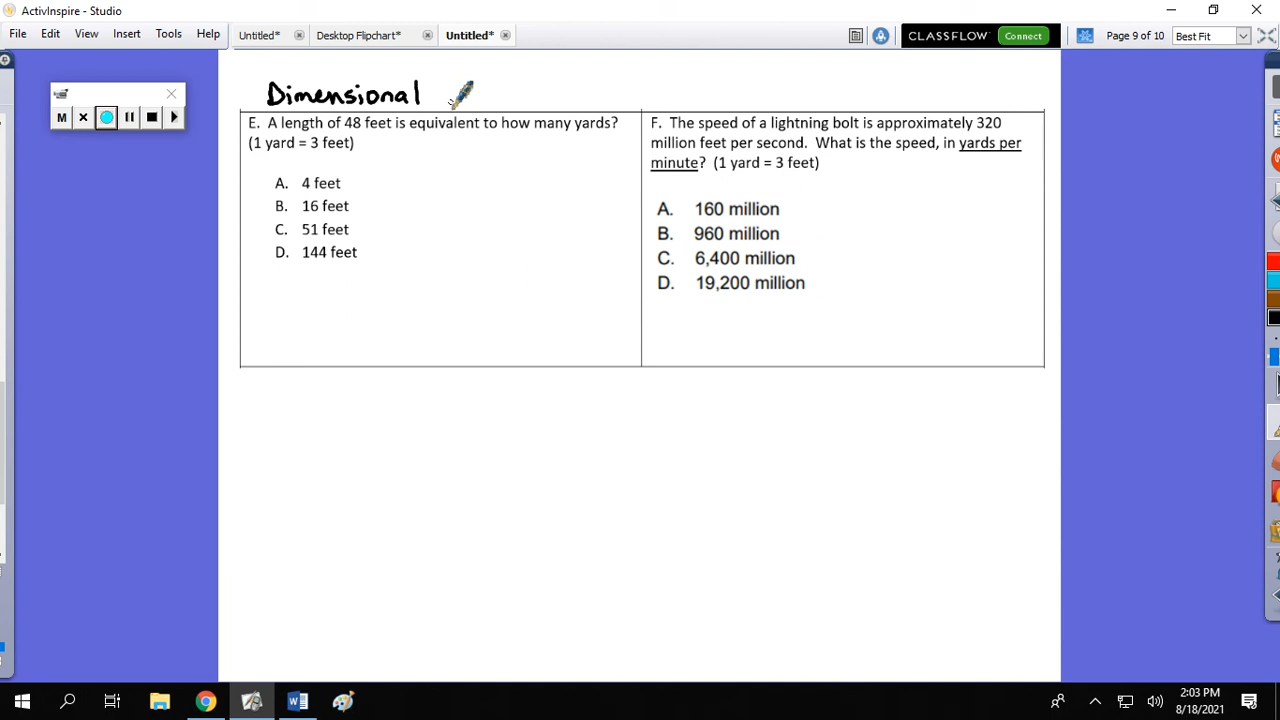 ActivInspire - Studio
File Edit View Insert Tools Help Untitled* Desktop Flipchart* Untitled* CLASSFLOW Connect Page 9 of 10 Best Fit
Dimensional
M
E. A length of 48 feet is equivalent to how many yards?
(1 yard = 3 feet)
A. 4 feet
B. 16 feet
C. 51 feet
D. 144 feet
F. The speed of a lightning bolt is approximately 320
million feet per second. What is the speed, in yards per
minute? (1 yard = 3 feet)
A. 160 million
B. 960 million
C. 6,400 million
D. 19,200 million
2:03 PM
8/18/2021